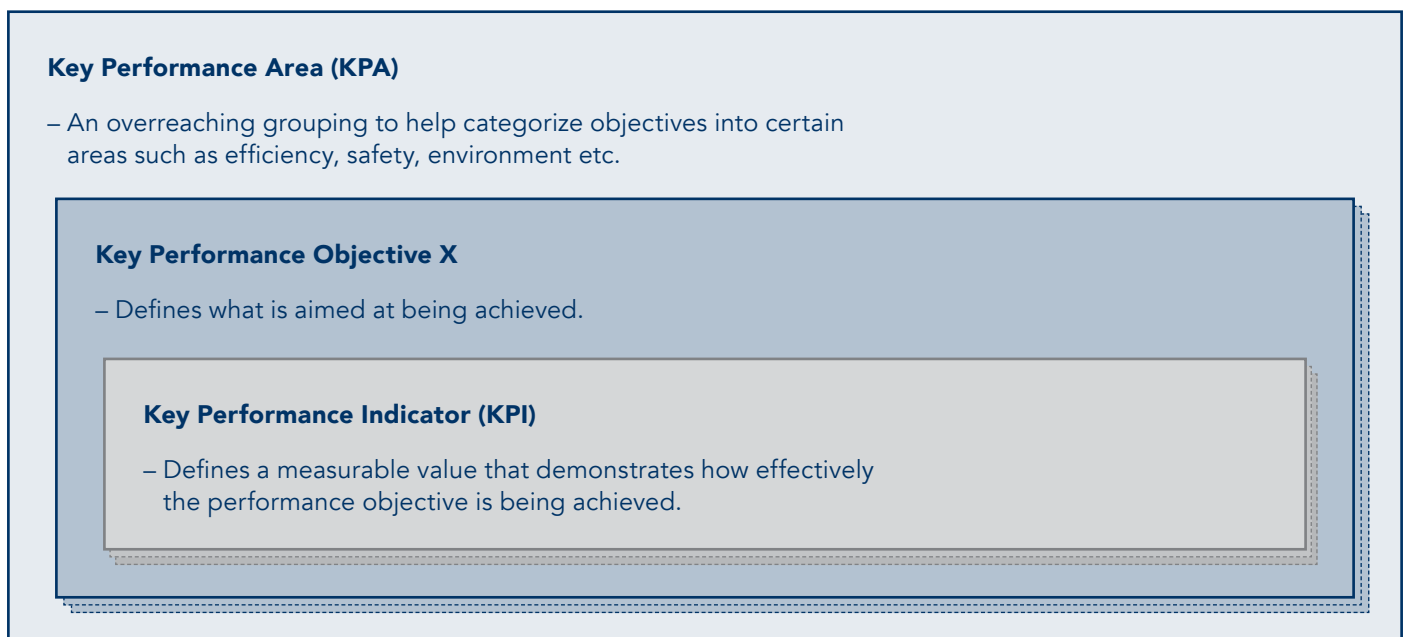 Key Performance Area (KPA)
– An overreaching grouping to help categorize objectives into certain
areas such as efficiency, safety, environment etc.
Key Performance Objective X
– Defines what is aimed at being achieved.
Key Performance Indicator (KPI)
– Defines a measurable value that demonstrates how effectively
the performance objective is being achieved.